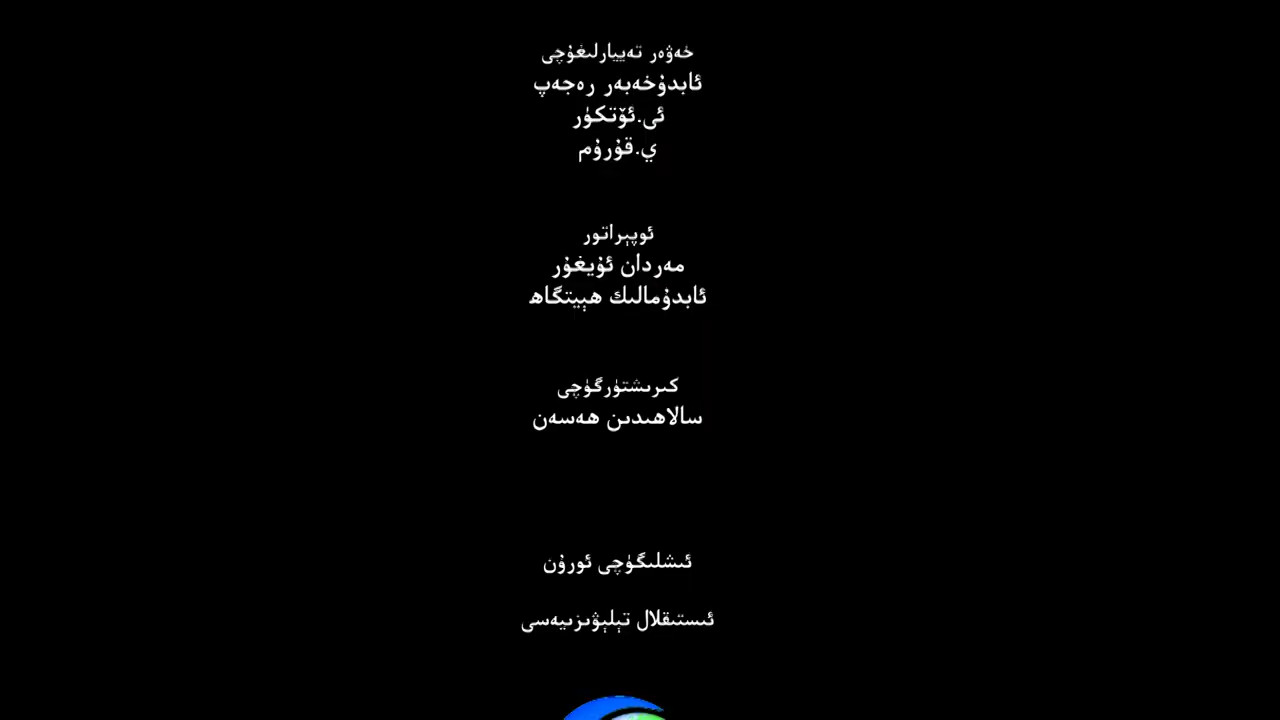 خەۋەر تەييارلىغۇچى
ئابدۇخەبەر رەجەپ
ئى.ئۆتكۈر
ي.قۇرۇم
ئوپېراتور
مەردان ئۇيغۇر
ئابدۇمالىك ھېيتگاھ
كىرىشتۈرگۈچى
سالاھىدىن ھەسەن
ئىشلىگۈچى ئورۇن
ئىستىقلال تېلېۋىزىيەسى